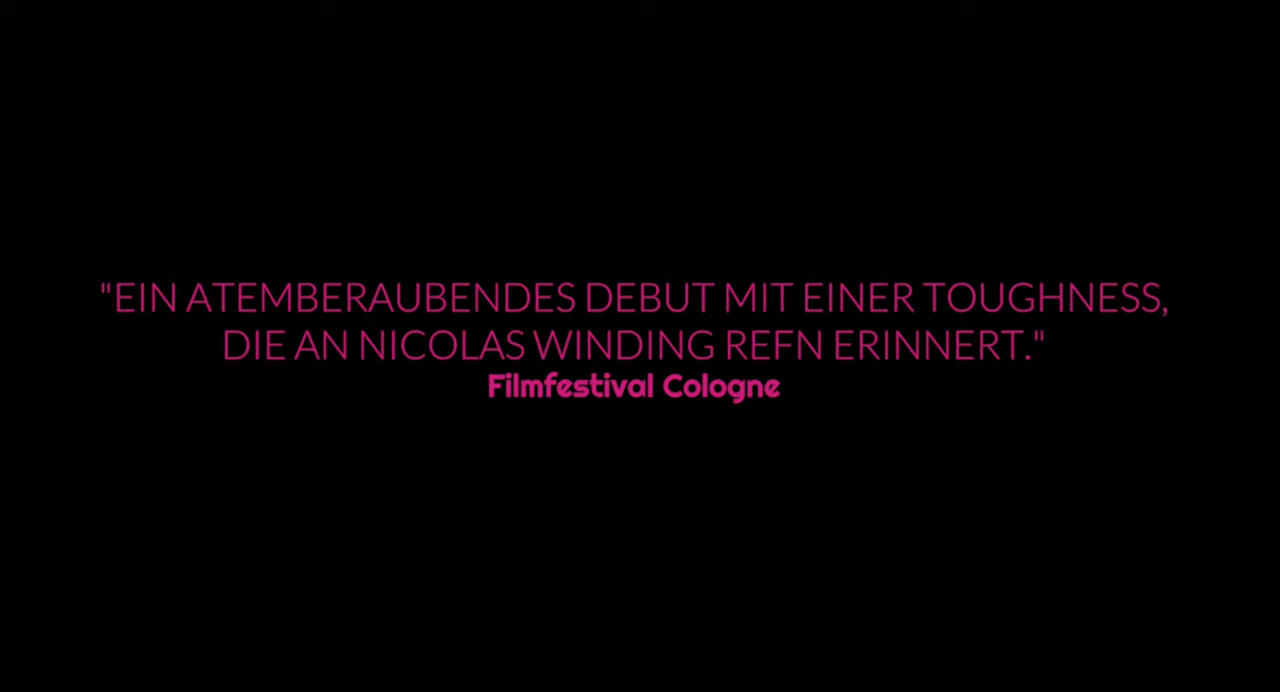 "EIN ATEMBERAUBENDES DEBUT MIT EINER TOUGHNESS,
DIE AN NICOLAS WINDING REFN ERINNERT."
Filmfestival Cologne